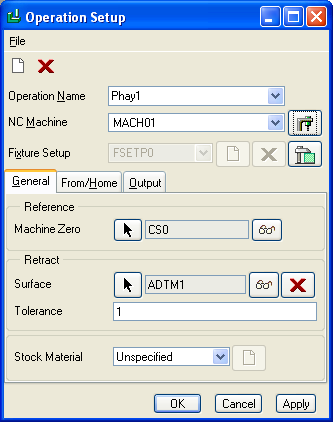 Operation Setup
File
Operation Name Phay1
NC Machine MACH01
Fixture Setup FSETP0
General From/Home Output
Reference
Machine Zero CS0
Retract
Surface ADTM1
Tolerance 1
Stock Material Unspecified
OK Cancel Apply